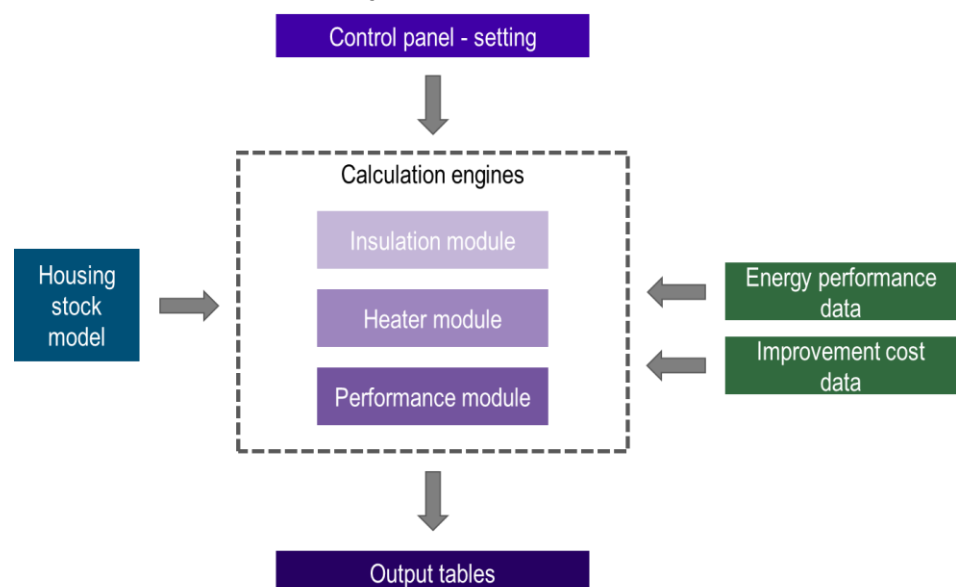 Control panel - setting
Calculation engines
Insulation module
Housing
stock
model
Heater module
Performance module
Energy performance
data
Improvement cost
data
Output tables